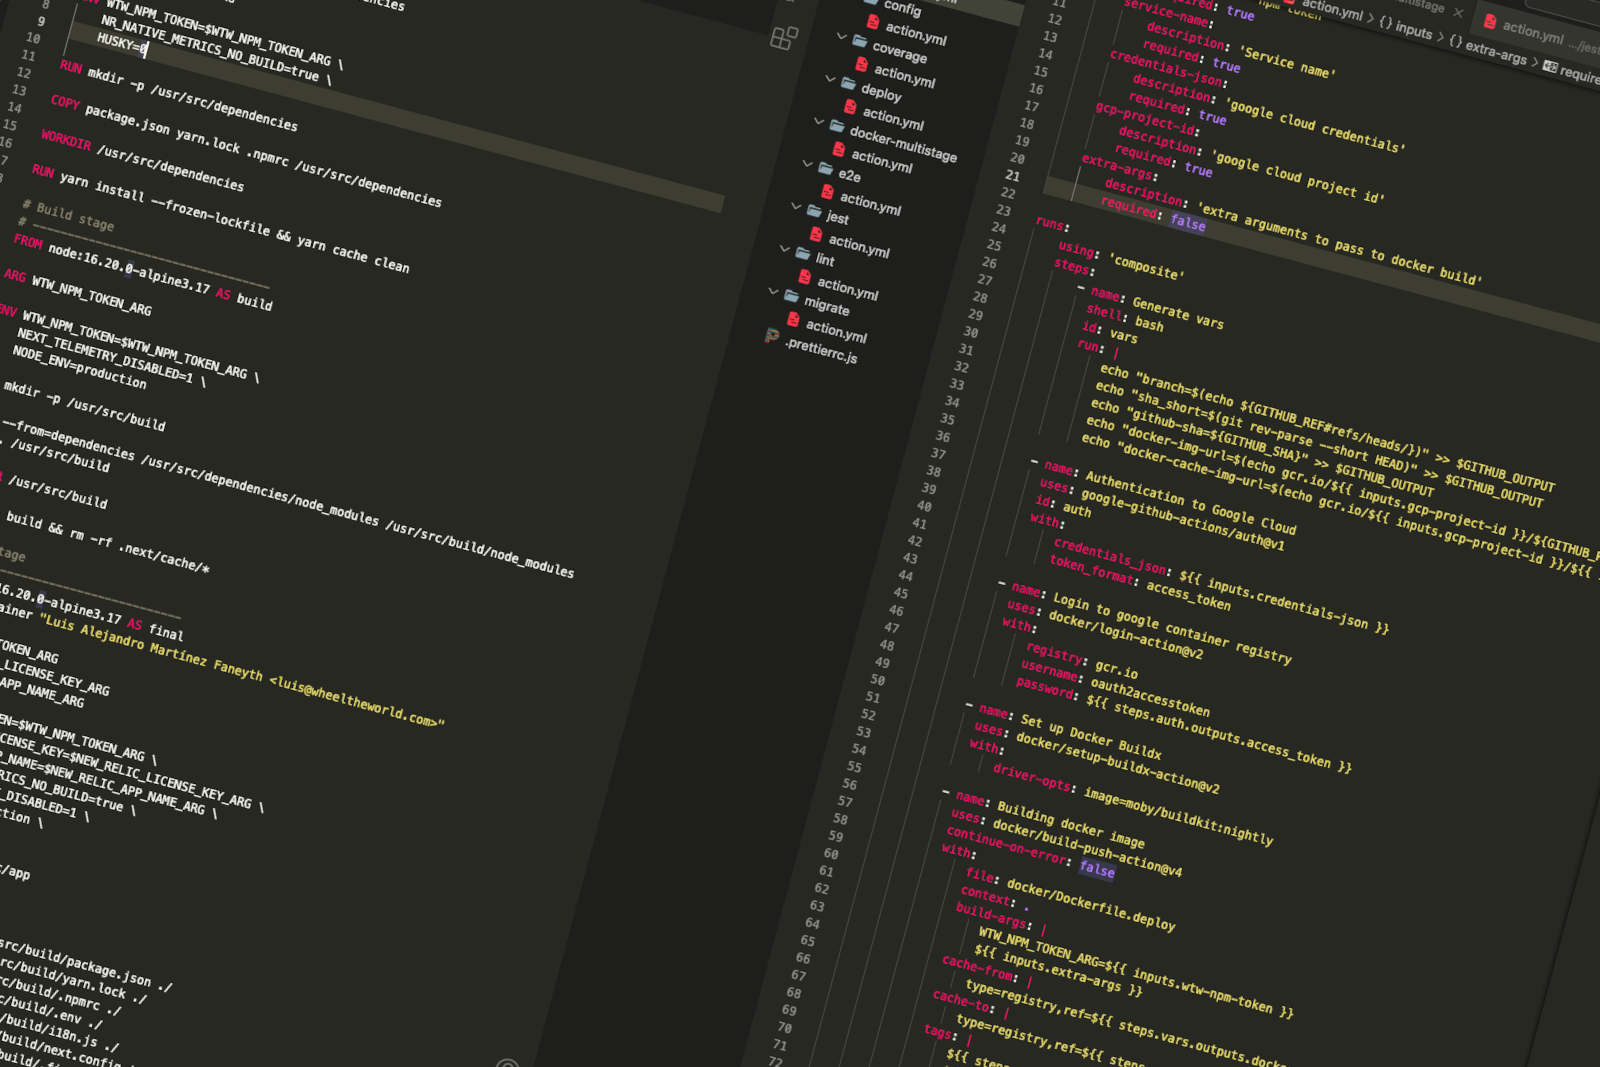 8
9
10
11
12
13
14
15
WTW_NPM_TOKEN=$WTW_NPM_TOKEN_ARG \
NR_NATIVE_METRICS_NO_BUILD=true \
HUSKY=0
RUN mkdir -p /usr/src/dependencies
COPY package.json yarn.lock .npmrc /usr/src/dependencies
WORKDIR /usr/src/dependencies
RUN yarn install --frozen-lockfile && yarn cache clean
# Build stage
# ----------------------------------
FROM node:16.20.0-alpine3.17 AS build
ARG WTW_NPM_TOKEN_ARG
ENV WTW_NPM_TOKEN=$WTW_NPM_TOKEN_ARG \
NEXT_TELEMETRY_DISABLED=1 \
NODE_ENV=production
mkdir -p /usr/src/build
--from=dependencies /usr/src/dependencies/node_modules /usr/src/build/node_modules
. /usr/src/build
/usr/src/build
build && rm -rf .next/cache/*
tage
16.20.0-alpine3.17 AS final
ainer "Luis Alejandro Martínez Faneyth <luis@wheeltheworld.com>"
TOKEN_ARG
_LICENSE_KEY_ARG
APP_NAME_ARG
EN=$WTW_NPM_TOKEN_ARG \
CENSE_KEY=$NEW_RELIC_LICENSE_KEY_ARG \
P_NAME=$NEW_RELIC_APP_NAME_ARG \
RICS_NO_BUILD=true \
_DISABLED=1 \
ction \
/app
src/build/package.json ./
rc/build/yarn.lock ./
c/build/.npmrc ./
/build/.env ./
/build/i18n.js ./
/build/next.config.
config
action.yml
coverage
action.yml
deploy
action.yml
docker-multistage
action.yml
e2e
action.yml
jest
action.yml
lint
action.yml
migrate
action.yml
.prettierrc.js
action.yml .../jest
action.yml > {} inputs > {} extra-args > require
11
12
13
14
15
16
17
18
19
20
21
22
23
24
25
26
27
28
29
30
31
32
33
34
35
36
37
38
39
40
41
42
43
44
45
46
47
48
49
50
51
52
53
54
55
56
57
58
59
60
61
62
63
64
65
66
67
68
69
70
71
72
required: true
service-name:
description: 'Service name'
required: true
credentials-json:
description: 'google cloud credentials'
required: true
gcp-project-id:
description: 'google cloud project id'
required: true
extra-args:
description: 'extra arguments to pass to docker build'
required: false
runs:
using: 'composite'
steps:
- name: Generate vars
shell: bash
id: vars
run: |
echo "branch=$(echo ${GITHUB_REF#refs/heads/})" >> $GITHUB_OUTPUT
echo "sha_short=$(git rev-parse --short HEAD)" >> $GITHUB_OUTPUT
echo "github-sha=${GITHUB_SHA}" >> $GITHUB_OUTPUT
echo "docker-img-url=$(echo gcr.io/${{ inputs.gcp-project-id }}/${GITHUB_R
echo "docker-cache-img-url=$(echo gcr.io/${{ inputs.gcp-project-id }}/${{
- name: Authentication to Google Cloud
uses: google-github-actions/auth@v1
id: auth
with:
credentials_json: ${{ inputs.credentials-json }}
token_format: access_token
- name: Login to google container registry
uses: docker/login-action@v2
with:
registry: gcr.io
username: oauth2accesstoken
password: ${{ steps.auth.outputs.access_token }}
- name: Set up Docker Buildx
uses: docker/setup-buildx-action@v2
with:
driver-opts: image=moby/buildkit:nightly
- name: Building docker image
uses: docker/build-push-action@v4
continue-on-error: false
with:
file: docker/Dockerfile.deploy
context: .
build-args: |
WTW_NPM_TOKEN_ARG=${{ inputs.wtw-npm-token }}
${{ inputs.extra-args }}
cache-from: |
type=registry,ref=${{ steps.vars.outputs.docke
cache-to: |
type=registry,ref=${{ steps
tags: |
${{ steps